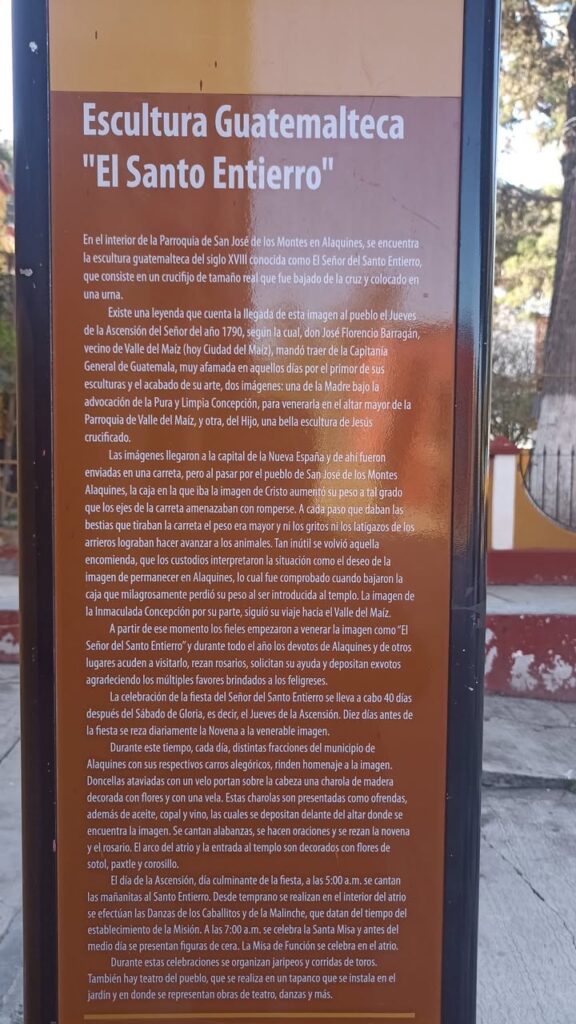 Escultura Guatemalteca
"El Santo Entierro"
En el interior de la Parroquia de San José de los Montes en Alaquines, se encuentra
la escultura guatemalteca del siglo XVIII conocida como El Señor del Santo Entierro,
que consiste en un crucifijo de tamaño real que fue bajado de la cruz y colocado en
una urna.
Existe una leyenda que cuenta la llegada de esta imagen al pueblo el Jueves
de la Ascensión del Señor del año 1790, según la cual, don José Florencio Barragán,
vecino de Valle del Maíz (hoy Ciudad del Maíz), mandó traer de la Capitanía
General de Guatemala, muy afamada en aquellos días por el primor de sus
esculturas y el acabado de su arte, dos imágenes: una de la Madre bajo la
advocación de la Pura y Limpia Concepción, para venerarla en el altar mayor de la
Parroquia de Valle del Maíz, y otra, del Hijo, una bella escultura de Jesús
crucificado.
Las imágenes llegaron a la capital de la Nueva España y de ahí fueron
enviadas en una carreta, pero al pasar por el pueblo de San José de los Montes
Alaquines, la caja en la que iba la imagen de Cristo aumentó su peso a tal grado
que los ejes de la carreta amenazaban con romperse. A cada paso que daban las
bestias que tiraban la carreta el peso era mayor y ni los gritos ni los latigazos de los
arrieros lograban hacer avanzar a los animales. Tan inútil se volvió aquella
encomienda, que los custodios interpretaron la situación como el deseo de la
imagen de permanecer en Alaquines, lo cual fue comprobado cuando bajaron la
caja que milagrosamente perdió su peso al ser introducida al templo. La imagen de
la Inmaculada Concepción por su parte, siguió su viaje hacia el Valle del Maíz.
A partir de ese momento los fieles empezaron a venerar la imagen como "El
Señor del Santo Entierro" y durante todo el año los devotos de Alaquines y de otros
lugares acuden a visitarlo, rezan rosarios, solicitan su ayuda y depositan exvotos
agradeciendo los múltiples favores brindados a los feligreses.
La celebración de la fiesta del Señor del Santo Entierro se lleva a cabo 40 días
después del Sábado de Gloria, es decir, el Jueves de la Ascensión. Diez días antes de
la fiesta se reza diariamente la Novena a la venerable imagen.
Durante este tiempo, cada día, distintas fracciones del municipio de
Alaquines con sus respectivos carros alegóricos, rinden homenaje a la imagen.
Doncellas ataviadas con un velo portan sobre la cabeza una charola de madera
decorada con flores y con una vela. Estas charolas son presentadas como ofrendas,
además de aceite, copal y vino, las cuales se depositan delante del altar donde se
encuentra la imagen. Se cantan alabanzas, se hacen oraciones y se rezan la novena
y el rosario. El arco del atrio y la entrada al templo son decorados con flores de
sotol, paxtle y corosillo.
El día de la Ascensión, día culminante de la fiesta, a las 5:00 a.m. se cantan
las mañanitas al Santo Entierro. Desde temprano se realizan en el interior del atrio
se efectúan las Danzas de los Caballitos y de la Malinche, que datan del tiempo del
establecimiento de la Misión. A las 7:00 a.m. se celebra la Santa Misa y antes del
medio día se presentan figuras de cera. La Misa de Función se celebra en el atrio.
Durante estas celebraciones se organizan jaripeos y corridas de toros.
También hay teatro del pueblo, que se realiza en un tapanco que se instala en el
jardín y en donde se representan obras de teatro, danzas y más.